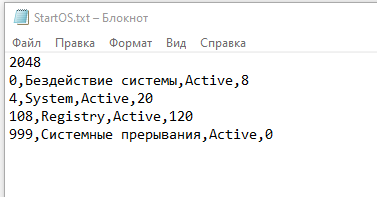 StartOS.txt – Блокнот
Файл Правка Формат Вид Справка
2048
0,Бездействие системы,Active,8
4,System,Active,20
108,Registry,Active,120
999,Системные прерывания,Active,0